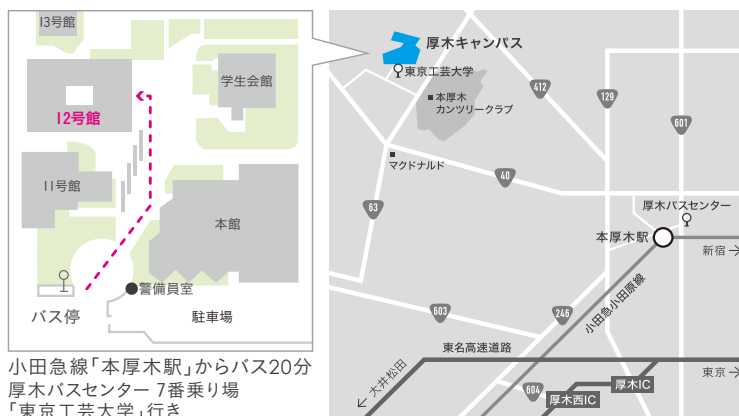 13号館
学生会館
12号館
11号館
本館
警備員室
バス停
駐車場
小田急線「本厚木駅」からバス20分
厚木バスセンター 7番乗り場
「東京工芸大学」行き
厚木キャンパス
東京工芸大学
本厚木
カンツリークラブ
412
129
601
マクドナルド
40
63
厚木バスセンター
本厚木駅
新宿
603
246
小田急小田原線
東名高速道路
大井松田
東京
604
厚木IC
厚木西IC